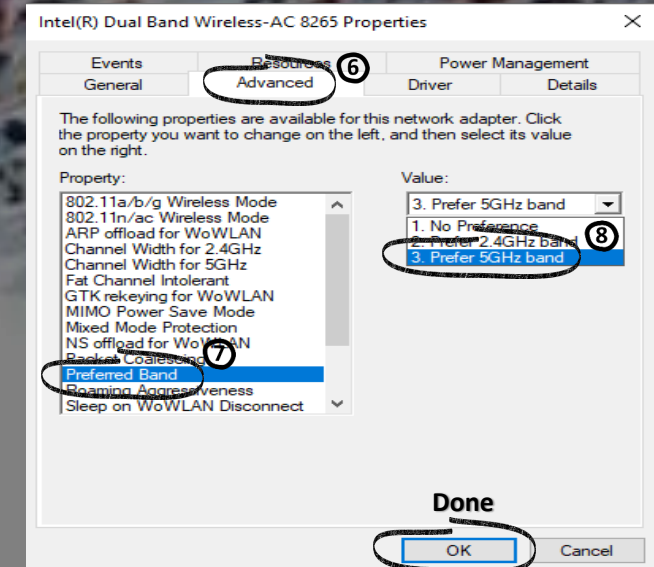 Intel(R) Dual Band Wireless-AC 8265 Properties
Events Resources 6 Power Management
General Advanced Driver Details
The following properties are available for this network adapter. Click
the property you want to change on the left, and then select its value
on the right.
Property:
802.11a/b/g Wireless Mode
802.11n/ac Wireless Mode
ARP offload for WoWLAN
Channel Width for 2.4GHz
Channel Width for 5GHz
Fat Channel Intolerant
GTK rekeying for WoWLAN
MIMO Power Save Mode
Mixed Mode Protection
NS offload for WoWLAN
Packet Coalescing 7
Preferred Band
Roaming Aggressiveness
Sleep on WoWLAN Disconnect
Value:
3. Prefer 5GHz band
1. No Preference
2. Prefer 2.4GHz band 8
3. Prefer 5GHz band
Done
OK Cancel